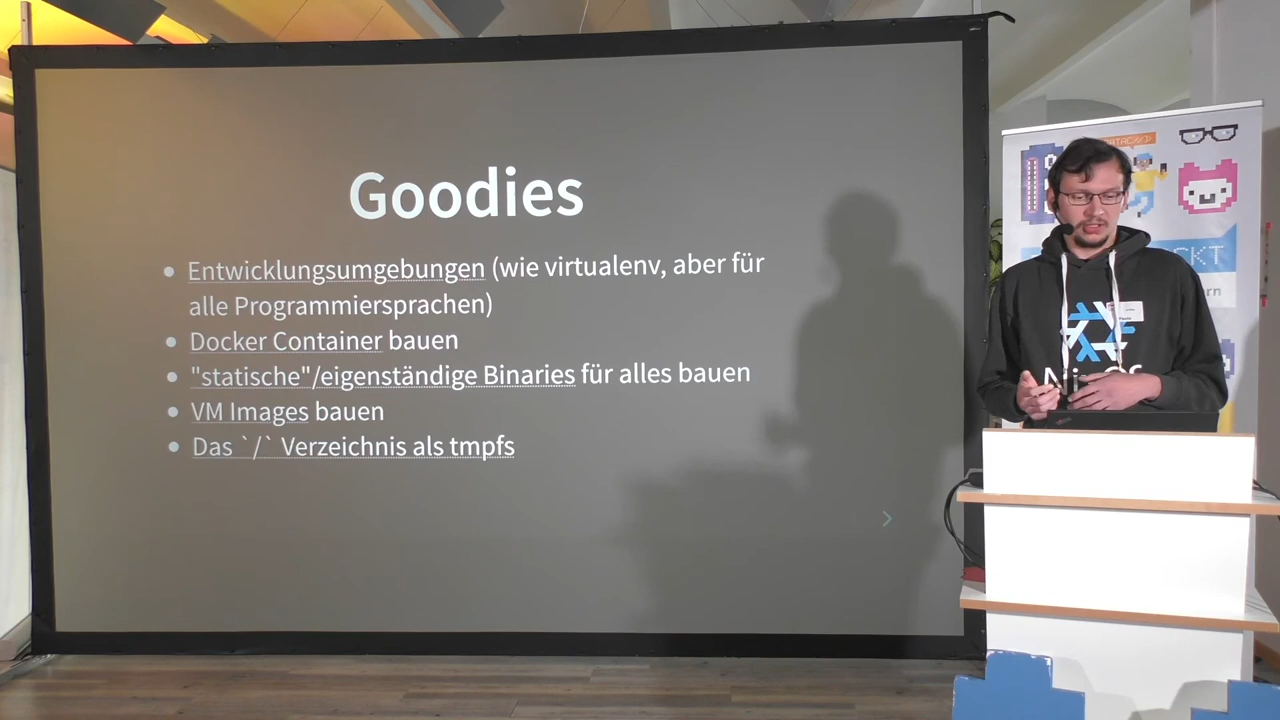 Goodies
Entwicklungsumgebungen (wie virtualenv, aber für
alle Programmiersprachen)
Docker Container bauen
"statische"/eigenständige Binaries für alles bauen
VM Images bauen
Das `/` Verzeichnis als tmpfs